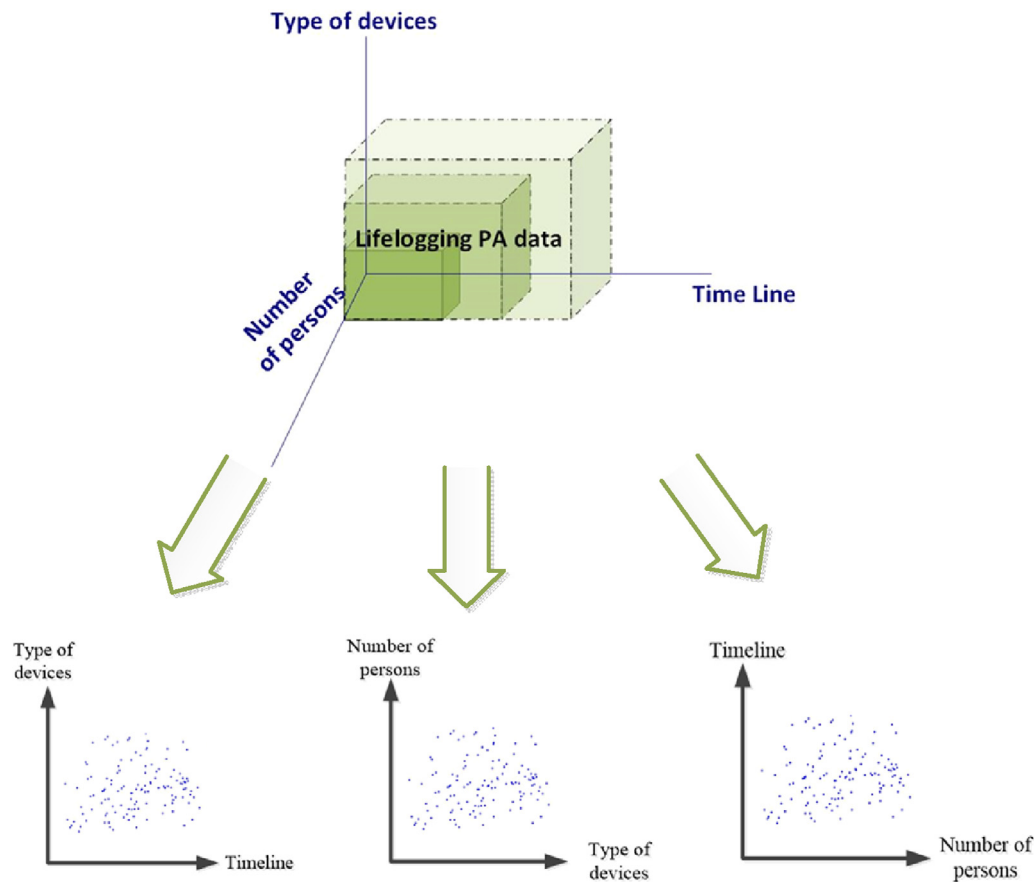 Type of devices
Lifelogging PA data
Time Line
Number
of persons
Type of
devices
Timeline
Number of
persons
Type of
devices
Timeline
Number of
persons